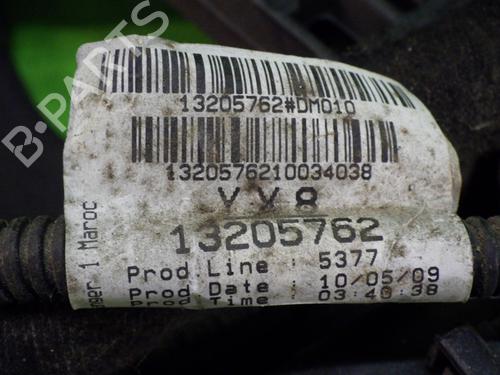 13205762#DM010
1320576210034038
VV8
13205762
Prod Line : 5377
Prod Date : 10/05/09
Prod Time : 03:40:38
1 Maroc
B-PARTS